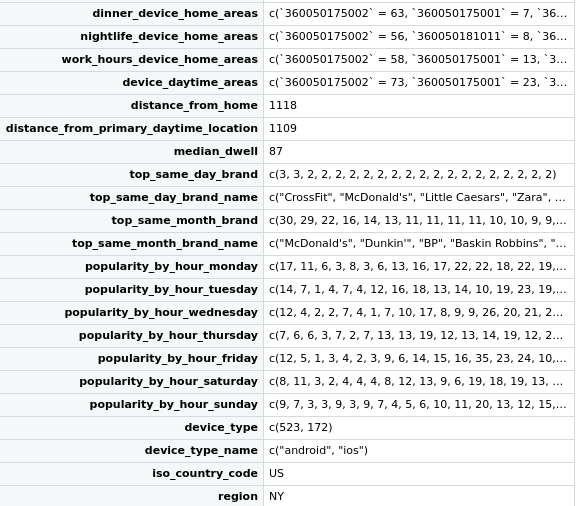 dinner_device_home_areas c(`360050175002` = 63, `360050175001` = 7, `36...
nightlife_device_home_areas c(`360050175002` = 56, `360050181011` = 8, `36...
work_hours_device_home_areas c(`360050175002` = 58, `360050175001` = 13, `3...
device_daytime_areas c(`360050175002` = 73, `360050175001` = 23, `3...
distance_from_home 1118
distance_from_primary_daytime_location 1109
median_dwell 87
top_same_day_brand c(3, 3, 2, 2, 2, 2, 2, 2, 2, 2, 2, 2, 2, 2, 2, 2, 2, 2, 2, 2)
top_same_day_brand_name c("CrossFit", "McDonald's", "Little Caesars", "Zara", ...
top_same_month_brand c(30, 29, 22, 16, 14, 13, 11, 11, 11, 11, 10, 10, 9, 9,...
top_same_month_brand_name c("McDonald's", "Dunkin'", "BP", "Baskin Robbins", "...
popularity_by_hour_monday c(17, 11, 6, 3, 8, 3, 6, 13, 16, 17, 22, 22, 18, 22, 19,...
popularity_by_hour_tuesday c(14, 7, 1, 4, 7, 4, 12, 16, 18, 13, 14, 10, 19, 23, 19,...
popularity_by_hour_wednesday c(12, 4, 2, 2, 7, 4, 1, 7, 10, 17, 8, 9, 9, 26, 20, 21, 2...
popularity_by_hour_thursday c(7, 6, 6, 3, 7, 2, 7, 13, 13, 19, 12, 13, 14, 19, 12, 2...
popularity_by_hour_friday c(12, 5, 1, 3, 4, 2, 3, 9, 6, 14, 15, 16, 35, 23, 24, 10,...
popularity_by_hour_saturday c(8, 11, 3, 2, 4, 4, 4, 8, 12, 13, 9, 6, 19, 18, 19, 13, ...
popularity_by_hour_sunday c(9, 7, 3, 3, 9, 3, 9, 7, 4, 5, 6, 10, 11, 20, 13, 12, 15,...
device_type c(523, 172)
device_type_name c("android", "ios")
iso_country_code US
region NY